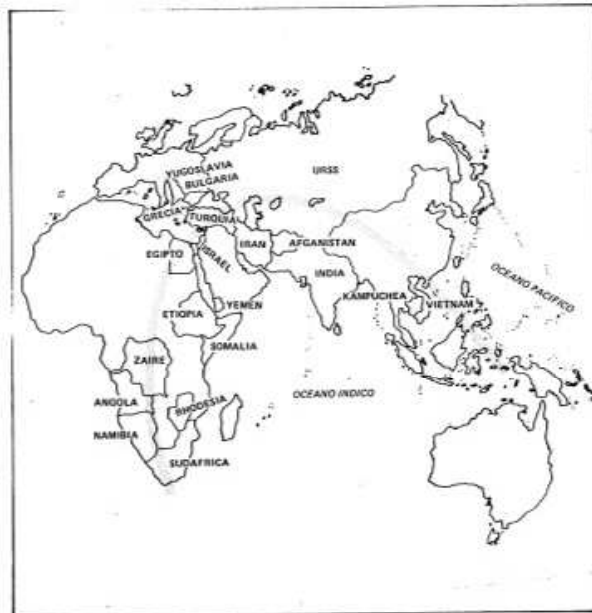 URSS
YUGOSLAVIA
BULGARIA
GRECIA
TURQUIA
IRAN
AFGANISTAN
EGIPTO
ISRAEL
INDIA
OCEANO PACIFICO
KAMPUCHEA
VIETNAM
YEMEN
ETIOPIA
SOMALIA
ZAIRE
OCEANO INDICO
ANGOLA
RHODESIA
NAMIBIA
SUDAFRICA